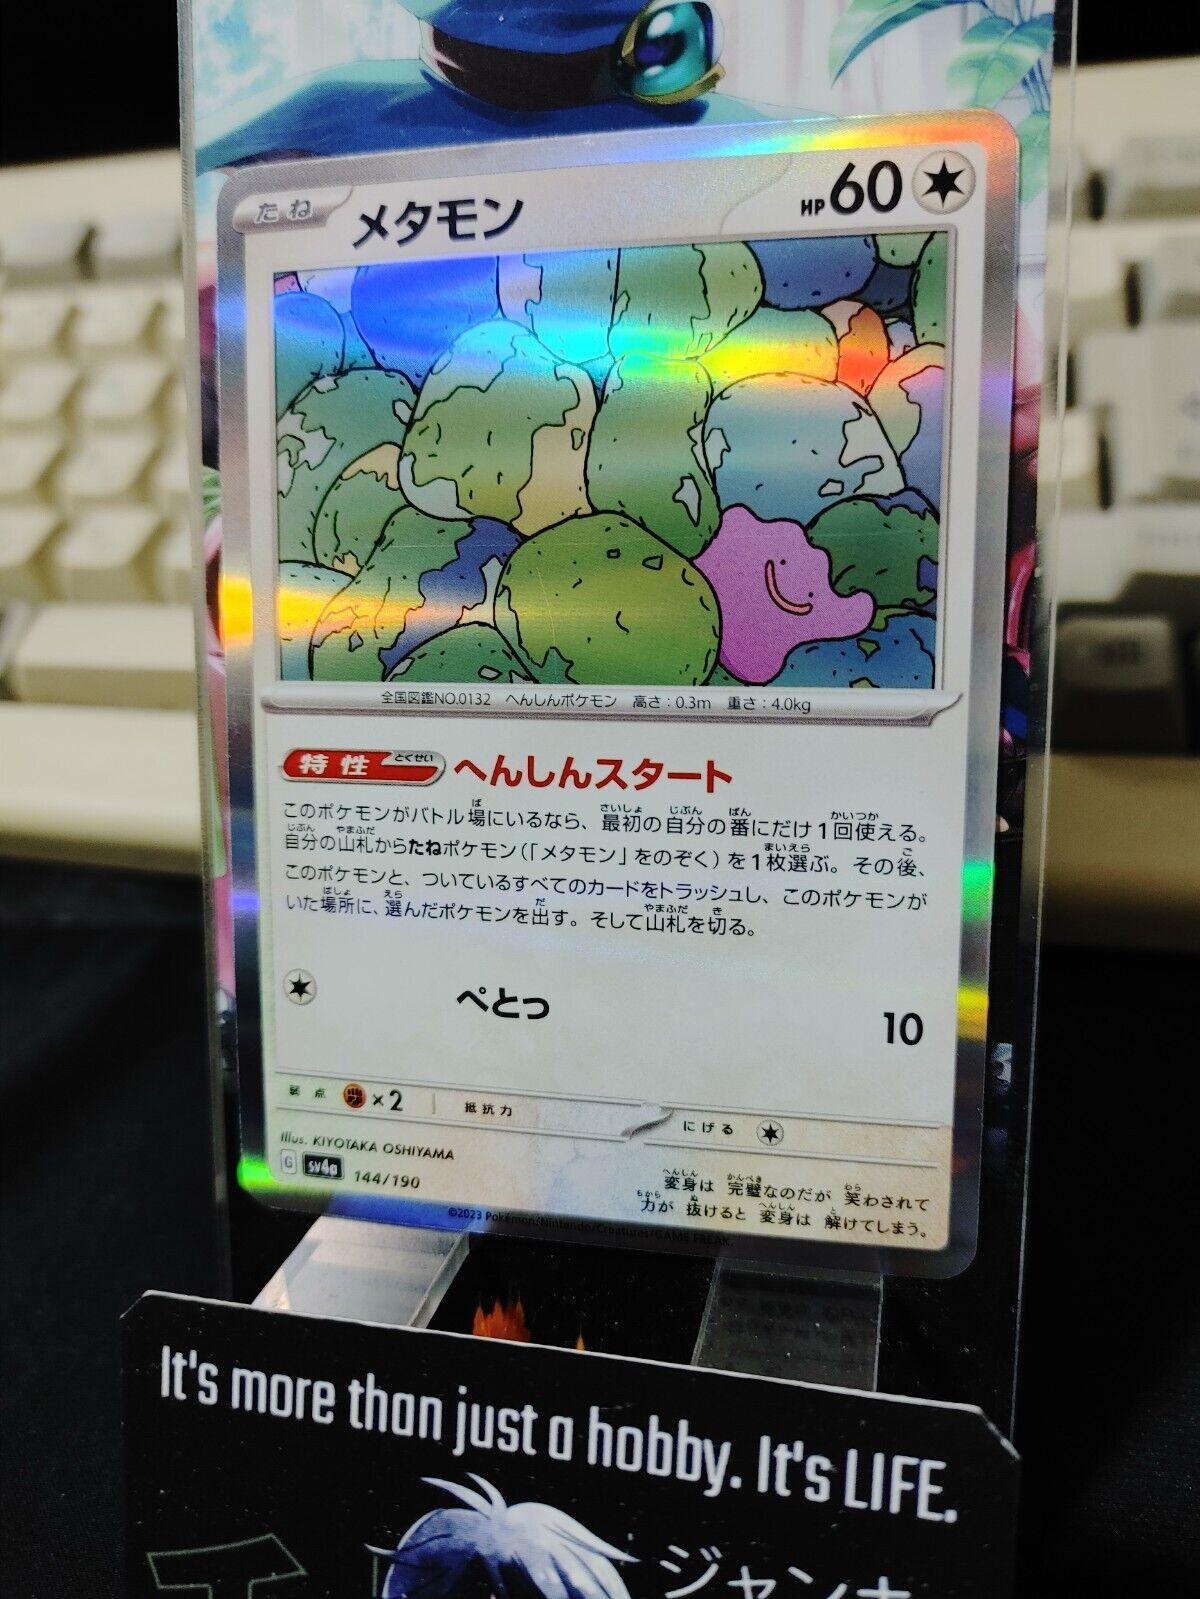 たね
メタモン
HP 60
全国図鑑NO.0132 へんしんポケモン 高さ：0.3m 重さ：4.0kg
特性 とくせい へんしんスタート
このポケモンがバトル場にいるなら、最初の自分の番にだけ1回使える。
自分の山札からたねポケモン（「メタモン」をのぞく）を1枚選ぶ。その後、
このポケモンと、ついているすべてのカードをトラッシュし、このポケモンが
いた場所に、選んだポケモンを出す。そして山札を切る。
ぺとっ 10
弱点 ×2 抵抗力 にげる
Illus. KIYOTAKA OSHIYAMA
G sv4a 144/190
変身は 完璧なのだが 笑わされて
力が 抜けると 変身は 解けてしまう。
©2023 Pokémon/Nintendo/Creatures/GAME FREAK.
It's more than just a hobby. It's LIFE.